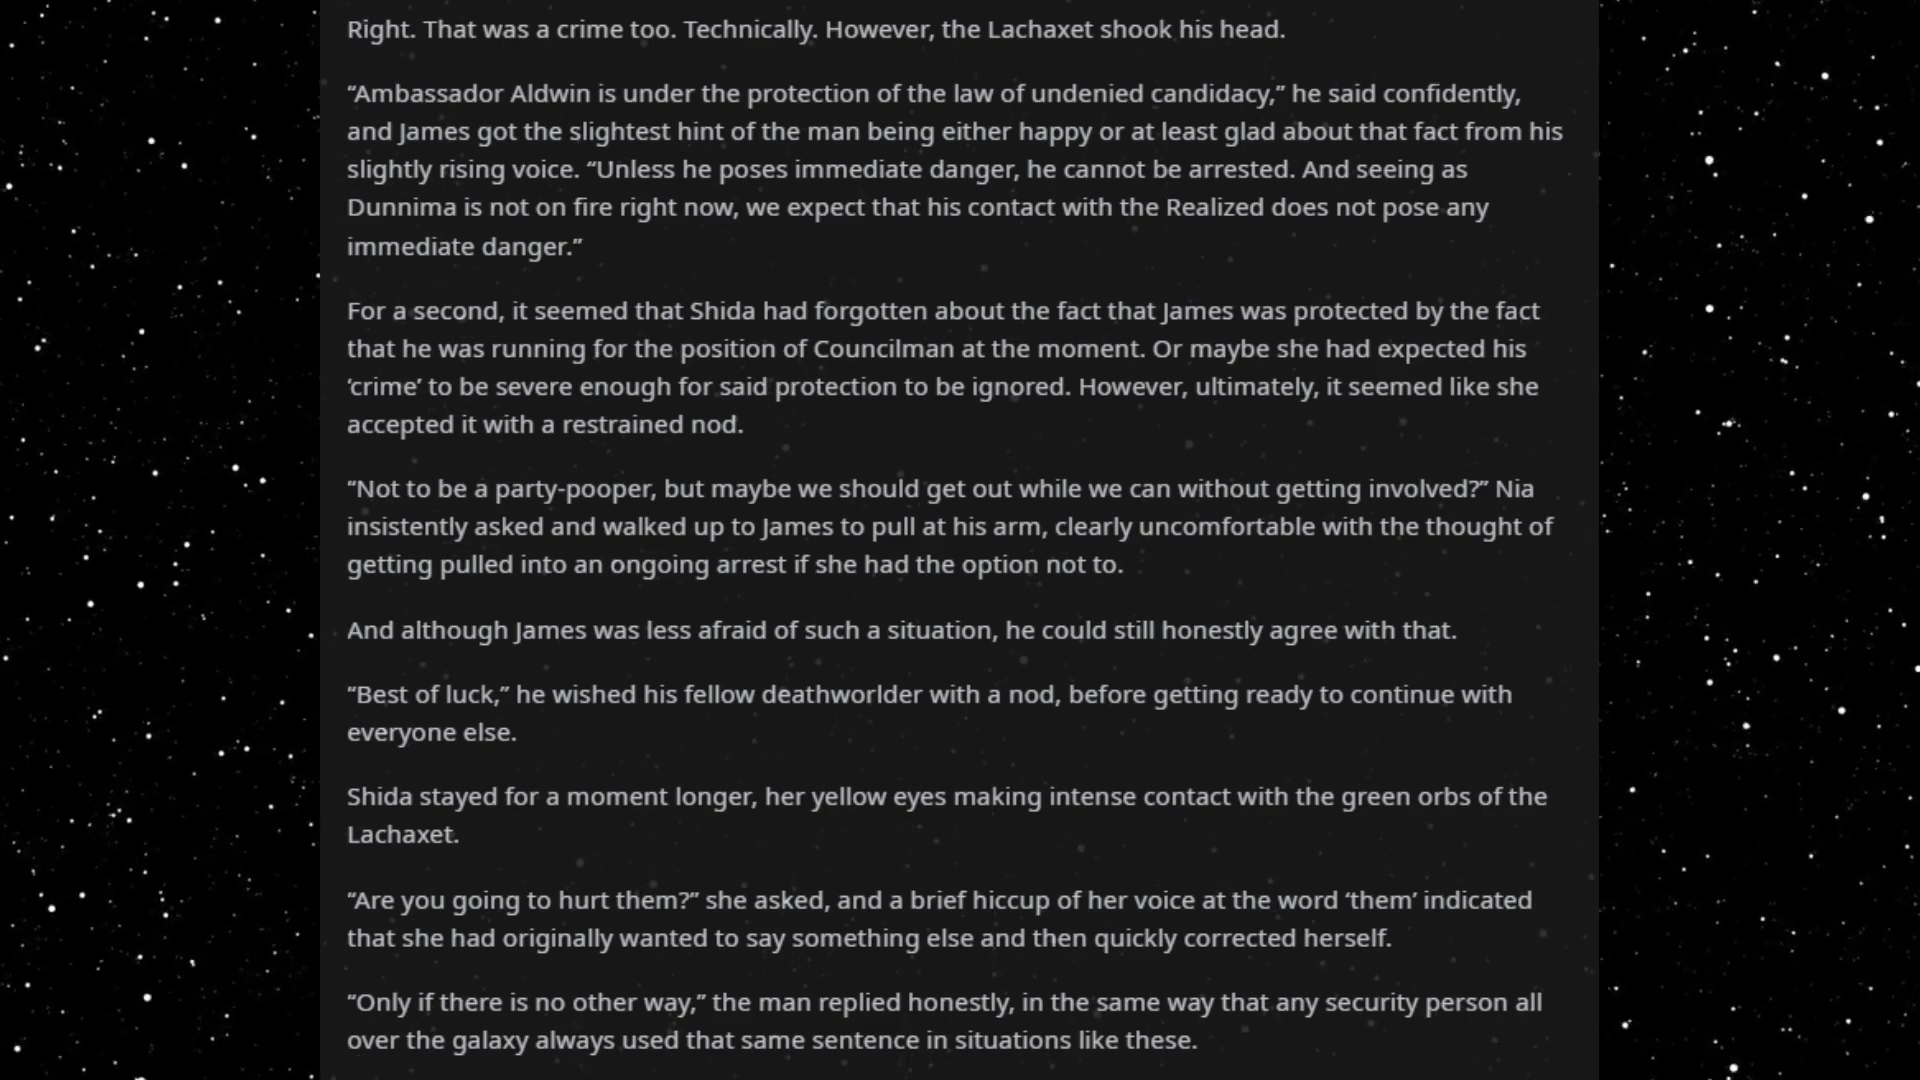 Right. That was a crime too. Technically. However, the Lachaxet shook his head.
“Ambassador Aldwin is under the protection of the law of undenied candidacy,” he said confidently,
and James got the slightest hint of the man being either happy or at least glad about that fact from his
slightly rising voice. “Unless he poses immediate danger, he cannot be arrested. And seeing as
Dunnima is not on fire right now, we expect that his contact with the Realized does not pose any
immediate danger.”
For a second, it seemed that Shida had forgotten about the fact that James was protected by the fact
that he was running for the position of Councilman at the moment. Or maybe she had expected his
‘crime’ to be severe enough for said protection to be ignored. However, ultimately, it seemed like she
accepted it with a restrained nod.
“Not to be a party-pooper, but maybe we should get out while we can without getting involved?” Nia
insistently asked and walked up to James to pull at his arm, clearly uncomfortable with the thought of
getting pulled into an ongoing arrest if she had the option not to.
And although James was less afraid of such a situation, he could still honestly agree with that.
“Best of luck,” he wished his fellow deathworlder with a nod, before getting ready to continue with
everyone else.
Shida stayed for a moment longer, her yellow eyes making intense contact with the green orbs of the
Lachaxet.
“Are you going to hurt them?” she asked, and a brief hiccup of her voice at the word ‘them’ indicated
that she had originally wanted to say something else and then quickly corrected herself.
“Only if there is no other way,” the man replied honestly, in the same way that any security person all
over the galaxy always used that same sentence in situations like these.